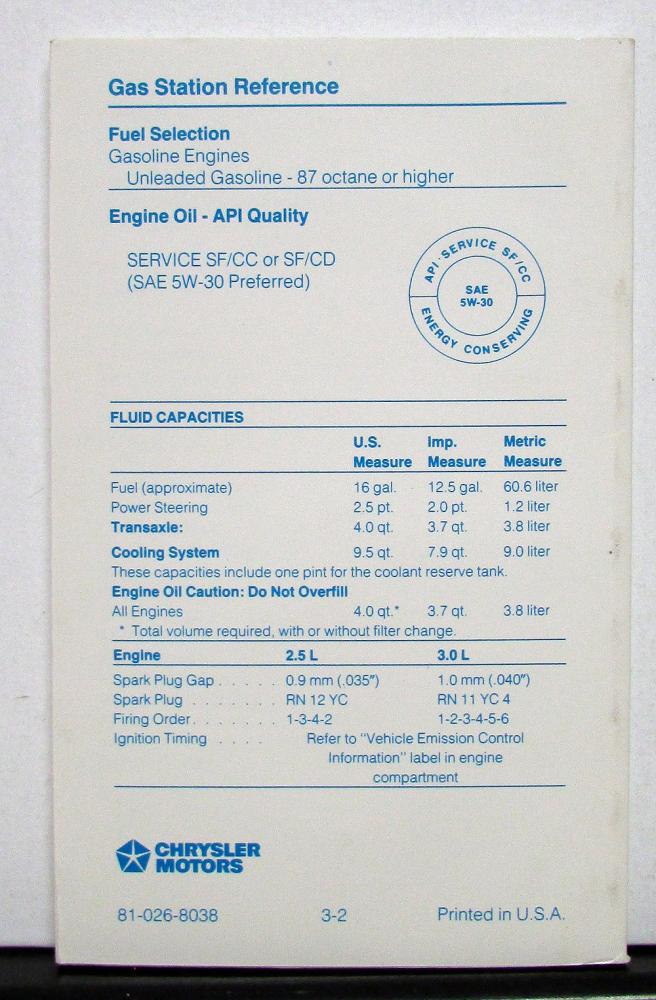 Gas Station Reference
Fuel Selection
Gasoline Engines
Unleaded Gasoline - 87 octane or higher
Engine Oil - API Quality
SERVICE SF/CC or SF/CD
(SAE 5W-30 Preferred)
API · SERVICE SF/CC
SAE
5W-30
ENERGY CONSERVING
FLUID CAPACITIES
U.S. Imp. Metric
Measure Measure Measure
Fuel (approximate) 16 gal. 12.5 gal. 60.6 liter
Power Steering 2.5 pt. 2.0 pt. 1.2 liter
Transaxle: 4.0 qt. 3.7 qt. 3.8 liter
Cooling System 9.5 qt. 7.9 qt. 9.0 liter
These capacities include one pint for the coolant reserve tank.
Engine Oil Caution: Do Not Overfill
All Engines 4.0 qt.* 3.7 qt. 3.8 liter
* Total volume required, with or without filter change.
Engine 2.5 L 3.0 L
Spark Plug Gap . . . . . 0.9 mm (.035″) 1.0 mm (.040″)
Spark Plug . . . . . . . RN 12 YC RN 11 YC 4
Firing Order . . . . . . . 1-3-4-2 1-2-3-4-5-6
Ignition Timing . . . . Refer to "Vehicle Emission Control
Information" label in engine
compartment
CHRYSLER
MOTORS
81-026-8038 3-2 Printed in U.S.A.